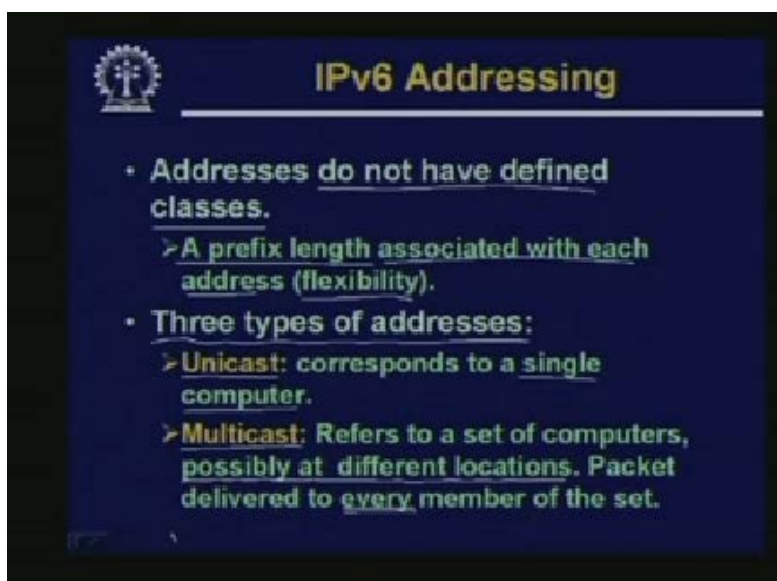 IPv6 Addressing
• Addresses do not have defined
classes.
➢A prefix length associated with each
address (flexibility).
• Three types of addresses:
➢Unicast: corresponds to a single
computer.
➢Multicast: Refers to a set of computers,
possibly at different locations. Packet
delivered to every member of the set.